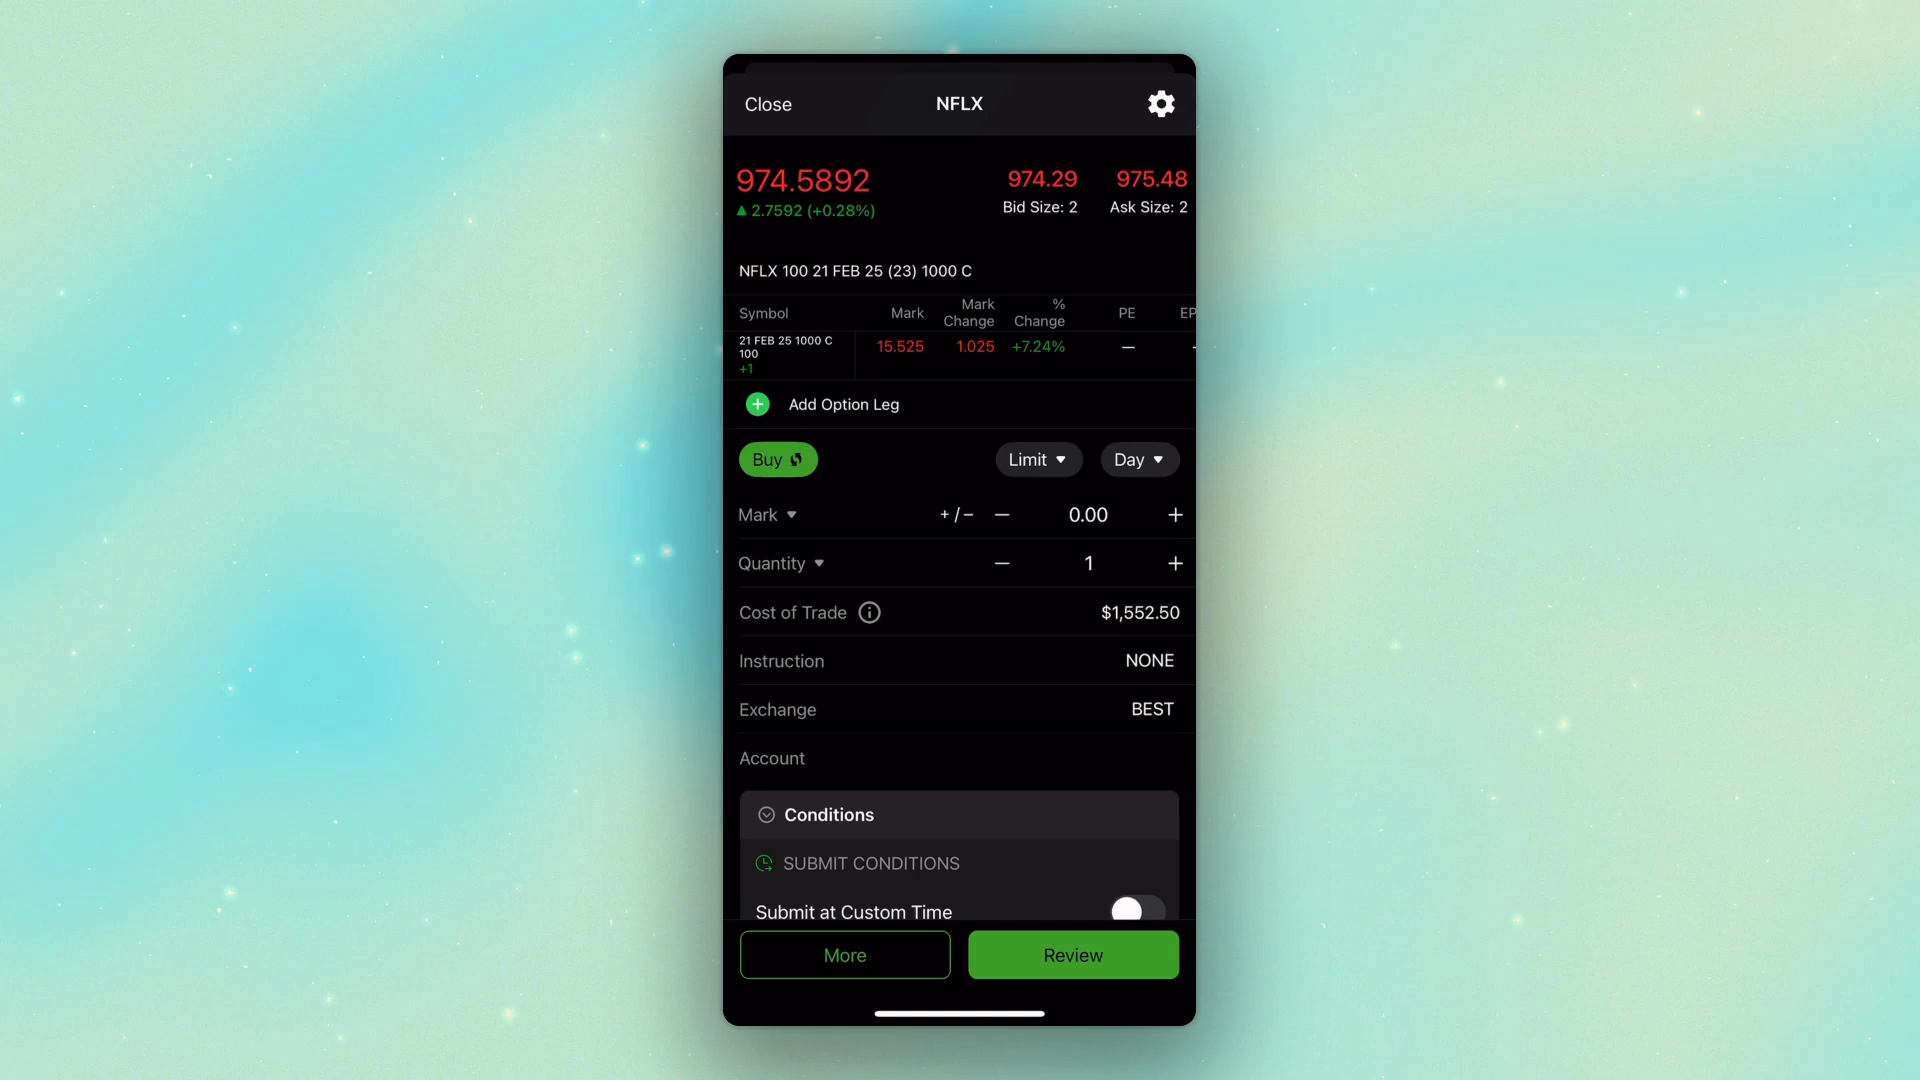 Close NFLX
974.5892 974.29 975.48
▲ 2.7592 (+0.28%) Bid Size: 2 Ask Size: 2
NFLX 100 21 FEB 25 (23) 1000 C
Symbol Mark Mark Change % Change PE EP
21 FEB 25 1000 C 15.525 1.025 +7.24% — -
100
+1
+ Add Option Leg
Buy Limit Day
Mark + / − − 0.00 +
Quantity − 1 +
Cost of Trade i $1,552.50
Instruction NONE
Exchange BEST
Account
Conditions
SUBMIT CONDITIONS
Submit at Custom Time
More Review